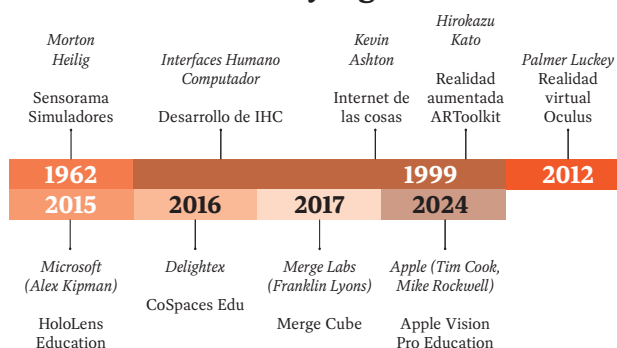 Morton
Heilig
Sensorama
Simuladores
Interfaces Humano
Computador
Desarrollo de IHC
Kevin
Ashton
Internet de
las cosas
Hirokazu
Kato
Realidad
aumentada
ARToolkit
Palmer Luckey
Realidad
virtual
Oculus
1962
1999
2012
2015
2016
2017
2024
Microsoft
(Alex Kipman)
HoloLens
Education
Delightex
CoSpaces Edu
Merge Labs
(Franklin Lyons)
Merge Cube
Apple (Tim Cook,
Mike Rockwell)
Apple Vision
Pro Education